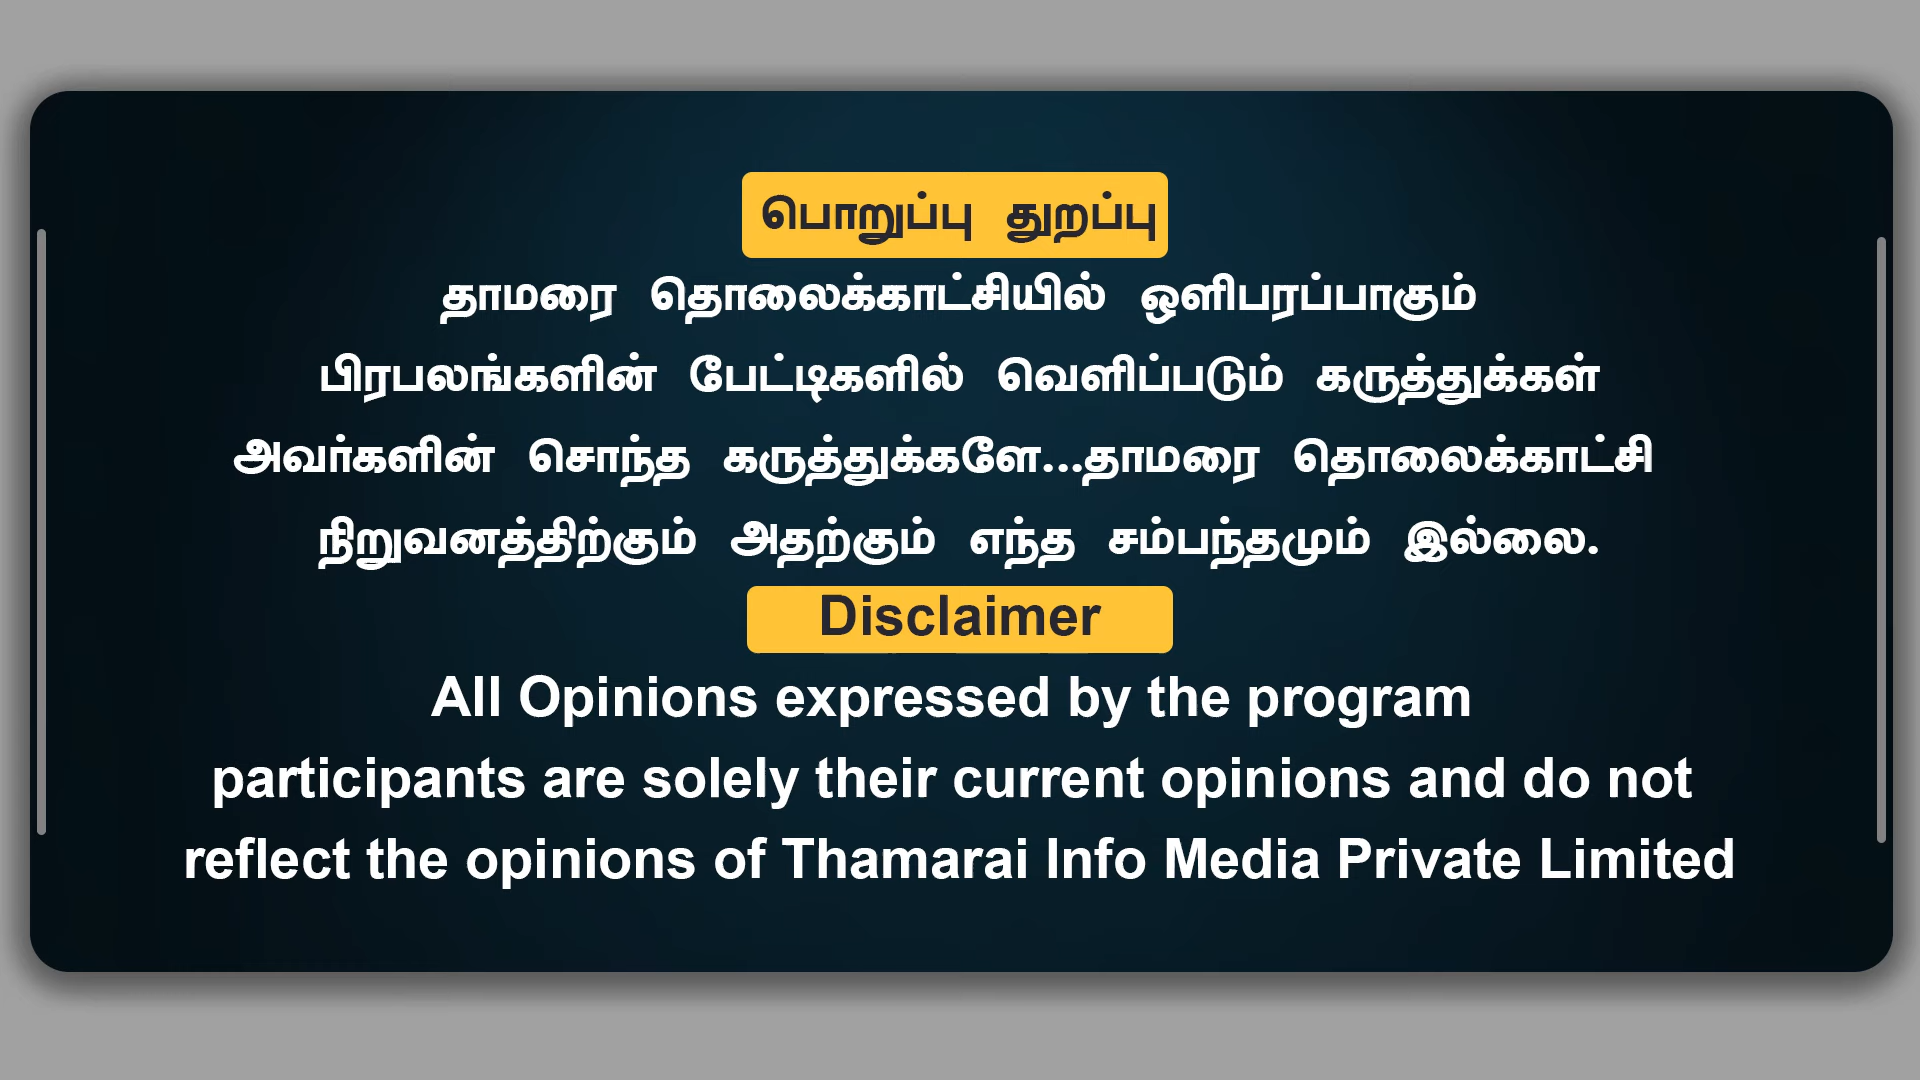 பொறுப்பு துறப்பு
தாமரை தொலைக்காட்சியில் ஒளிபரப்பாகும்
பிரபலங்களின் பேட்டிகளில் வெளிப்படும் கருத்துக்கள்
அவர்களின் சொந்த கருத்துக்களே...தாமரை தொலைக்காட்சி
நிறுவனத்திற்கும் அதற்கும் எந்த சம்பந்தமும் இல்லை.
Disclaimer
All Opinions expressed by the program
participants are solely their current opinions and do not
reflect the opinions of Thamarai Info Media Private Limited